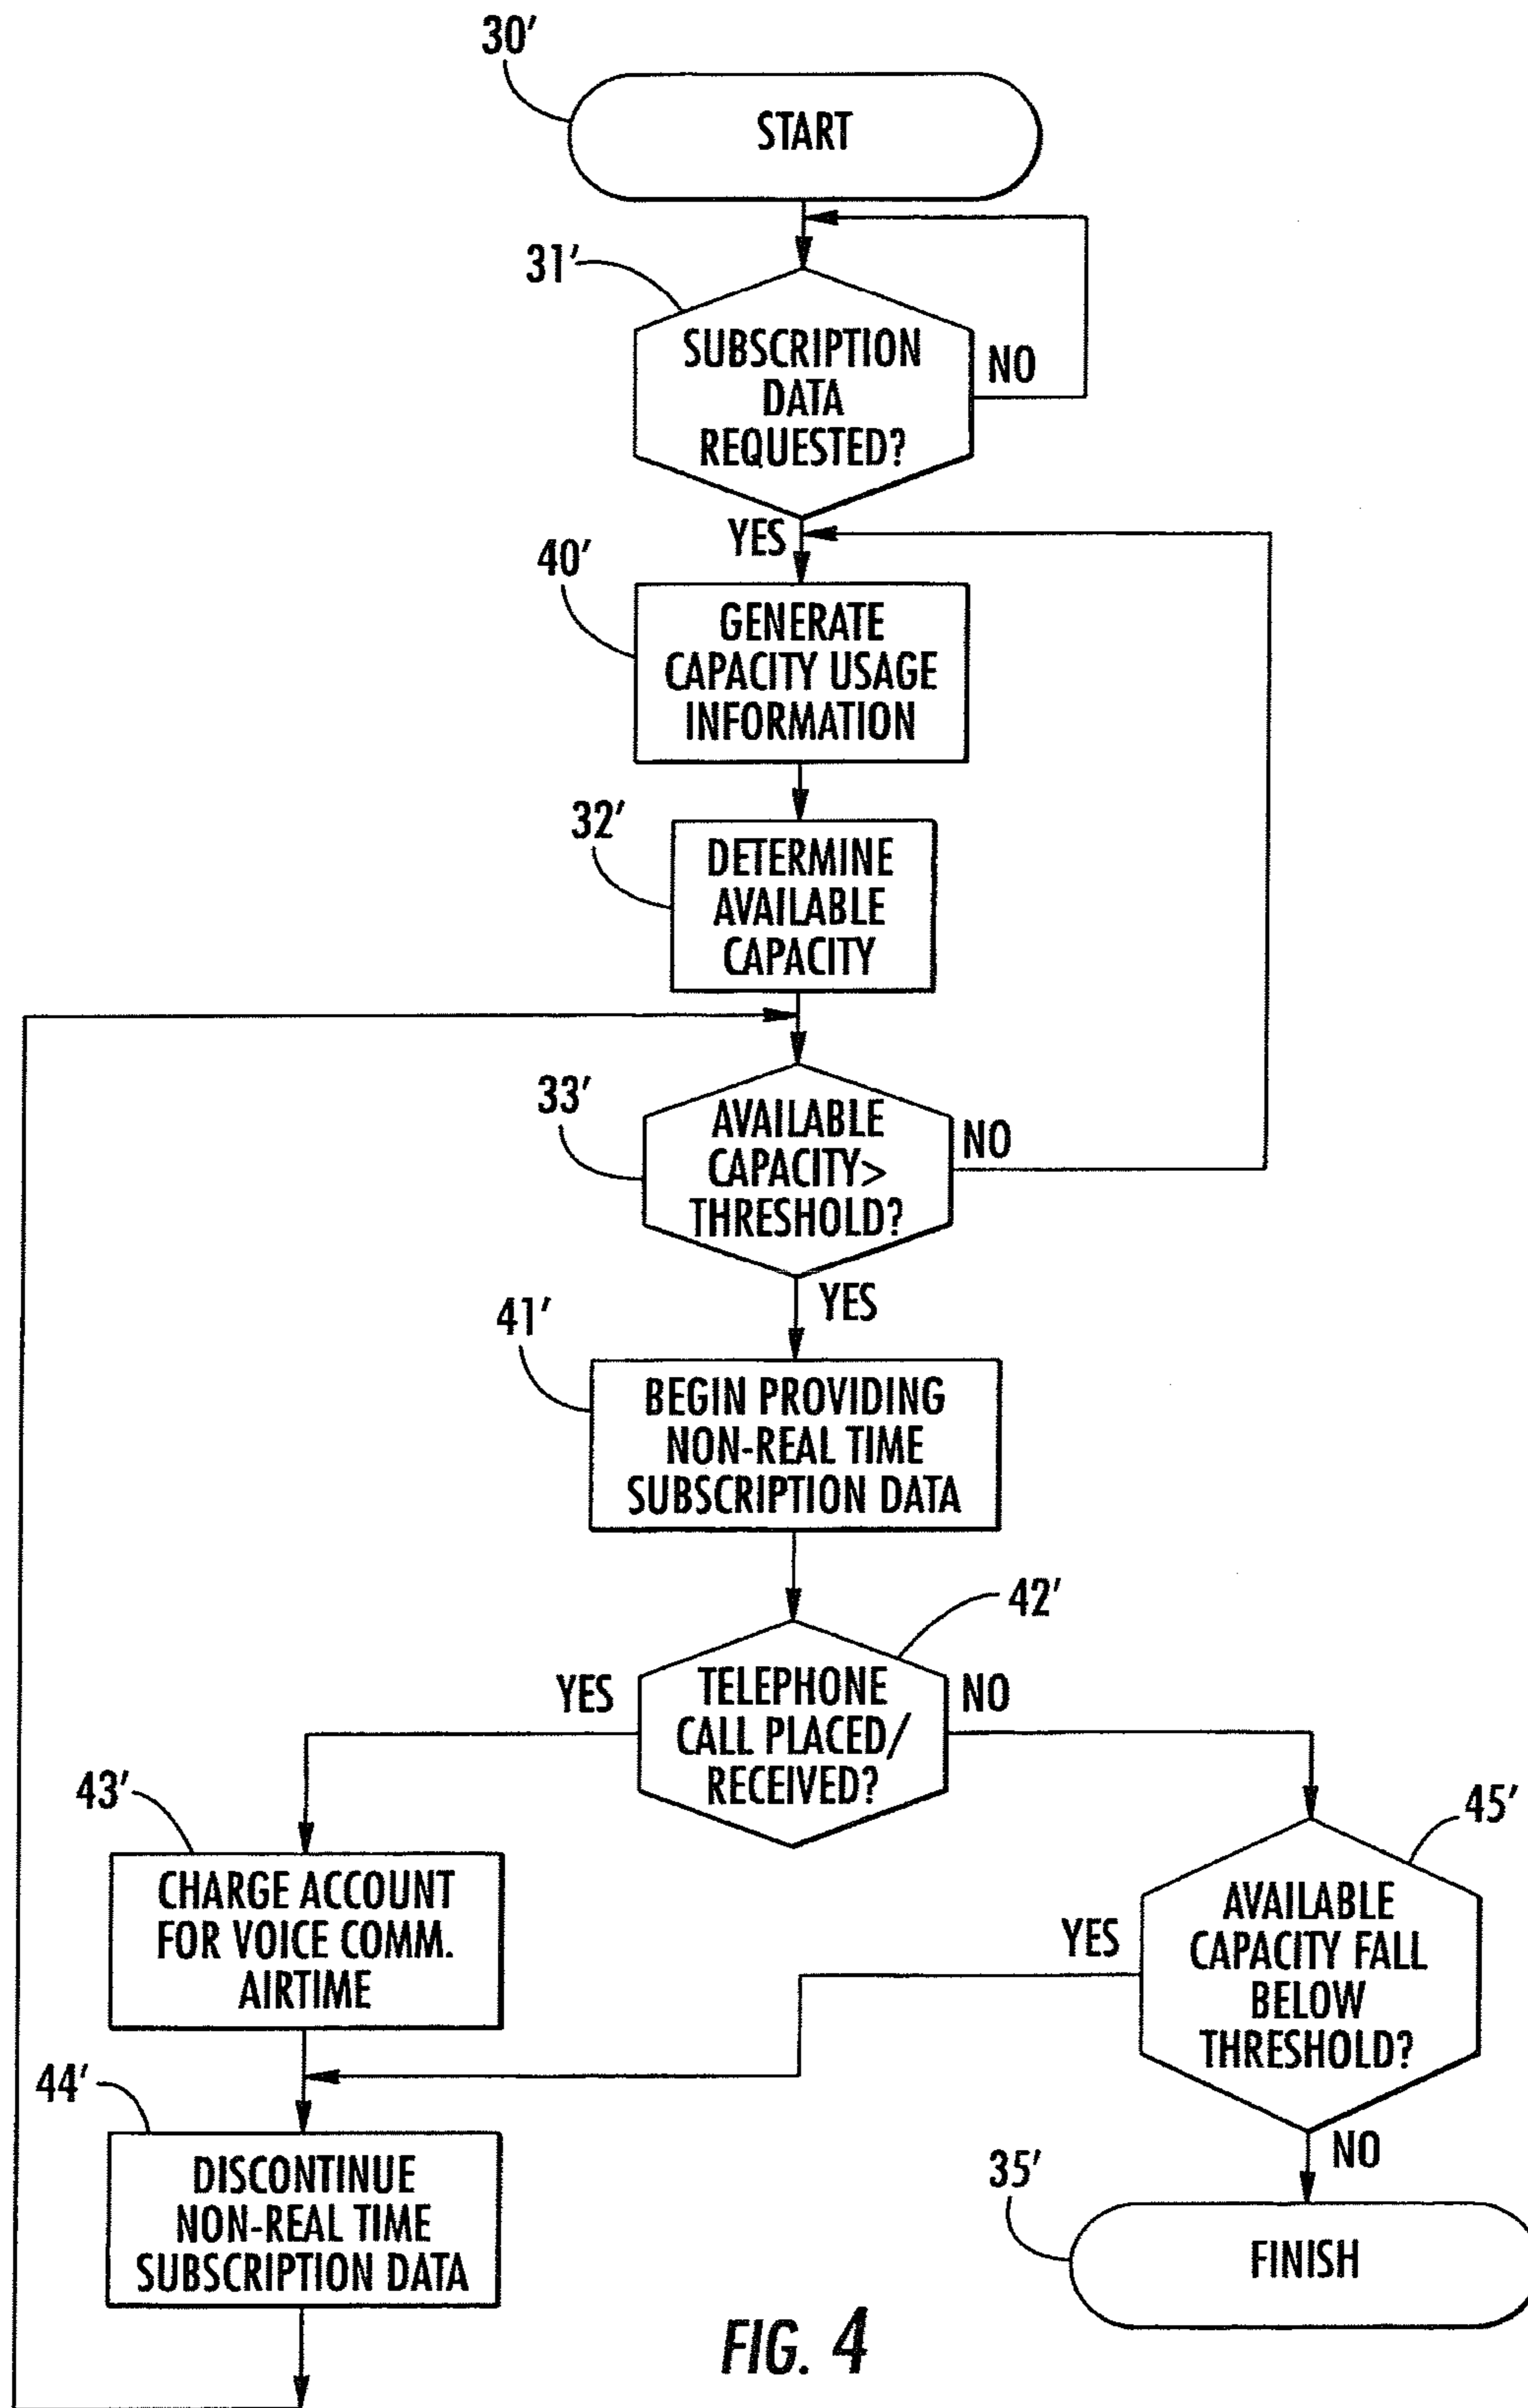 30'
START
31'
SUBSCRIPTION
DATA
REQUESTED?
NO
YES
40'
GENERATE
CAPACITY USAGE
INFORMATION
32'
DETERMINE
AVAILABLE
CAPACITY
33'
AVAILABLE
CAPACITY>
THRESHOLD?
NO
YES
41'
BEGIN PROVIDING
NON-REAL TIME
SUBSCRIPTION DATA
42'
YES
TELEPHONE
CALL PLACED/
RECEIVED?
NO
43'
CHARGE ACCOUNT
FOR VOICE COMM.
AIRTIME
45'
YES
AVAILABLE
CAPACITY FALL
BELOW
THRESHOLD?
NO
44'
DISCONTINUE
NON-REAL TIME
SUBSCRIPTION DATA
35'
FINISH
FIG. 4